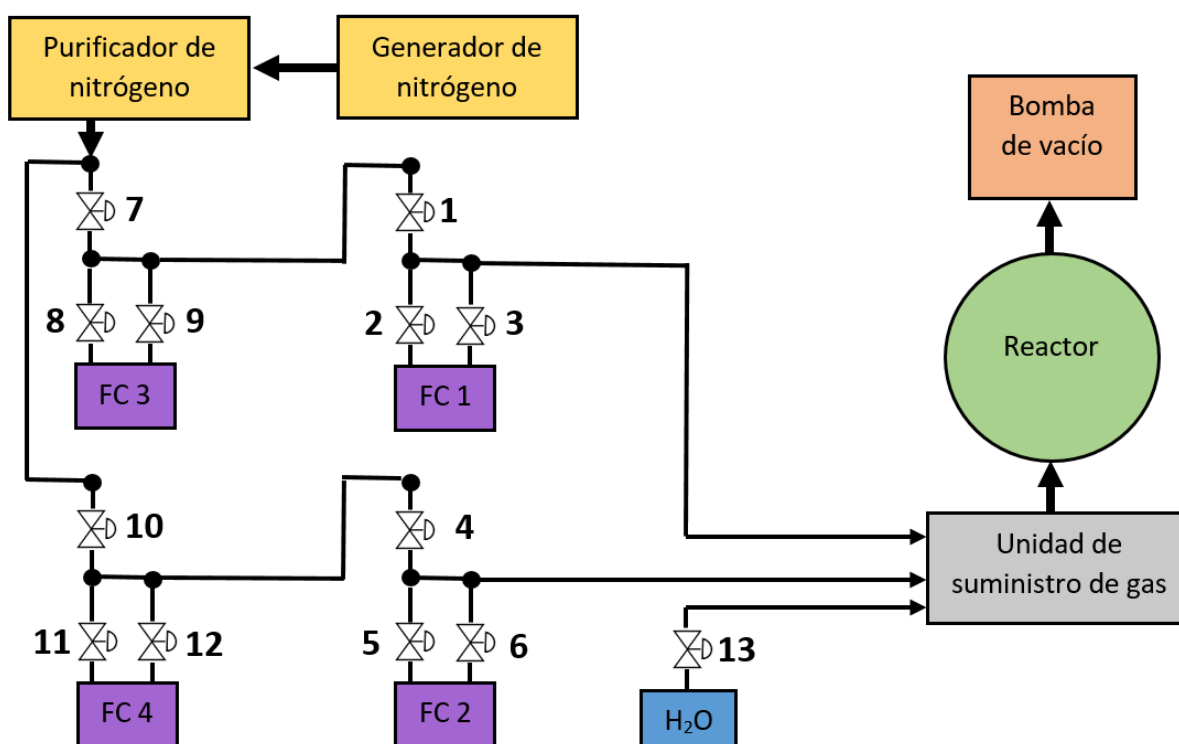 Purificador de
nitrógeno
Generador de
nitrógeno
Bomba
de vacío
7
1
8
9
2
3
FC 3
FC 1
Reactor
10
4
Unidad de
suministro de gas
11
12
5
6
13
FC 4
FC 2
H₂O